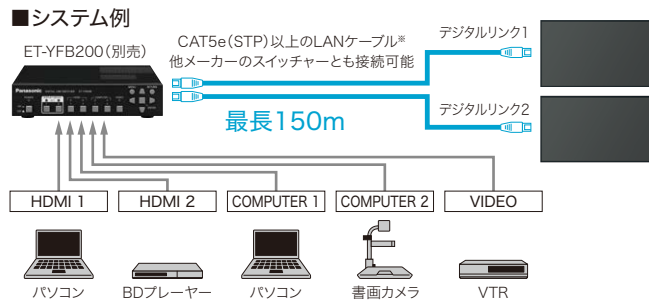 ■システム例
ET-YFB200（別売）
CAT5e（STP）以上のLANケーブル※
他メーカーのスイッチャーとも接続可能
デジタルリンク1
Panasonic
最長150m
デジタルリンク2
HDMI 1
HDMI 2
COMPUTER 1
COMPUTER 2
VIDEO
パソコン
BDプレーヤー
パソコン
書画カメラ
VTR